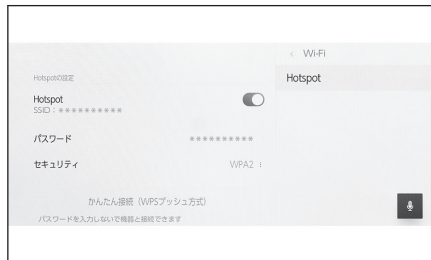 Wi-Fi
Hotspotの設定
Hotspot
Hotspot
SSID：**********
パスワード
**********
セキュリティ
WPA2
かんたん接続（WPSプッシュ方式）
パスワードを入力しないで機器と接続できます